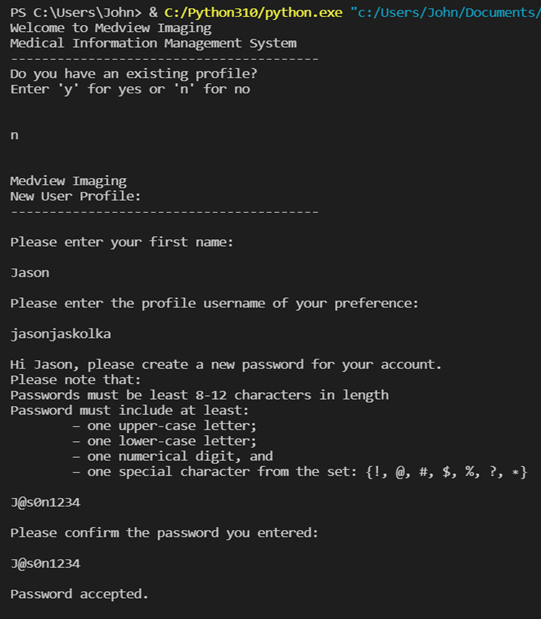 PS C:\Users\John> & C:/Python310/python.exe "c:/Users/John/Documents/
Welcome to Medview Imaging
Medical Information Management System
----------------------------------------
Do you have an existing profile?
Enter 'y' for yes or 'n' for no
n
Medview Imaging
New User Profile:
----------------------------------------
Please enter your first name:
Jason
Please enter the profile username of your preference:
jasonjaskolka
Hi Jason, please create a new password for your account.
Please note that:
Passwords must be least 8-12 characters in length
Password must include at least:
– one upper-case letter;
– one lower-case letter;
– one numerical digit, and
– one special character from the set: {!, @, #, $, %, ?, *}
J@s0n1234
Please confirm the password you entered:
J@s0n1234
Password accepted.